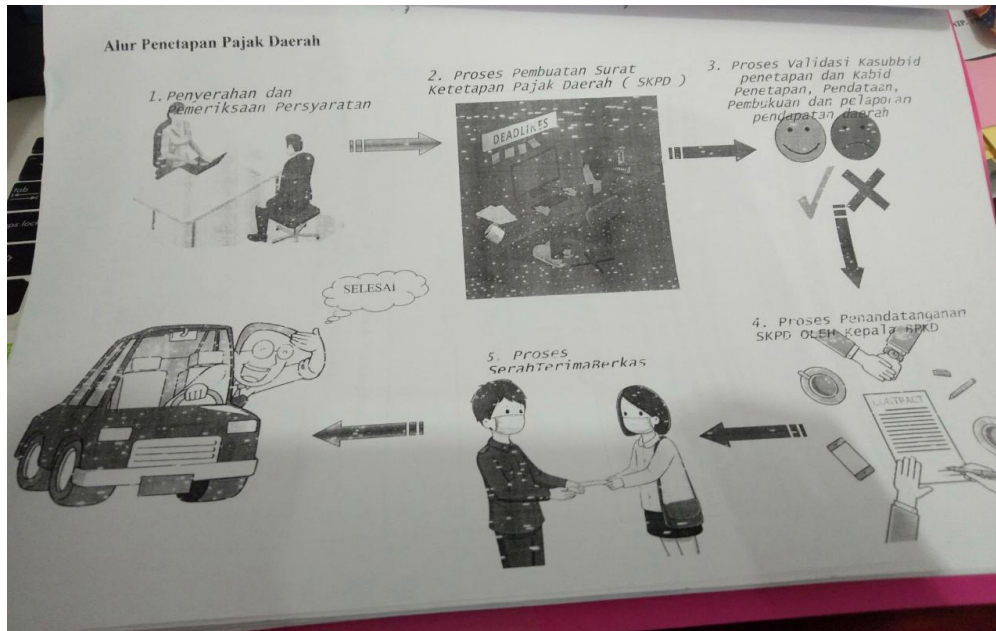 Alur Penetapan Pajak Daerah
1. Penyerahan dan
Pemeriksaan Persyaratan
2. Proses Pembuatan Surat
Ketetapan Pajak Daerah ( SKPD )
3. Proses Validasi Kasubbid
penetapan dan Kabid
Penetapan, Pendataan,
Pembukuan dan pelaporan
pendapatan daerah
DEADLINES
SELESAI
4. Proses Penandatanganan
SKPD OLEH Kepala BPKD
CONTRACT
5. Proses
SerahTerimaBerkas
tab